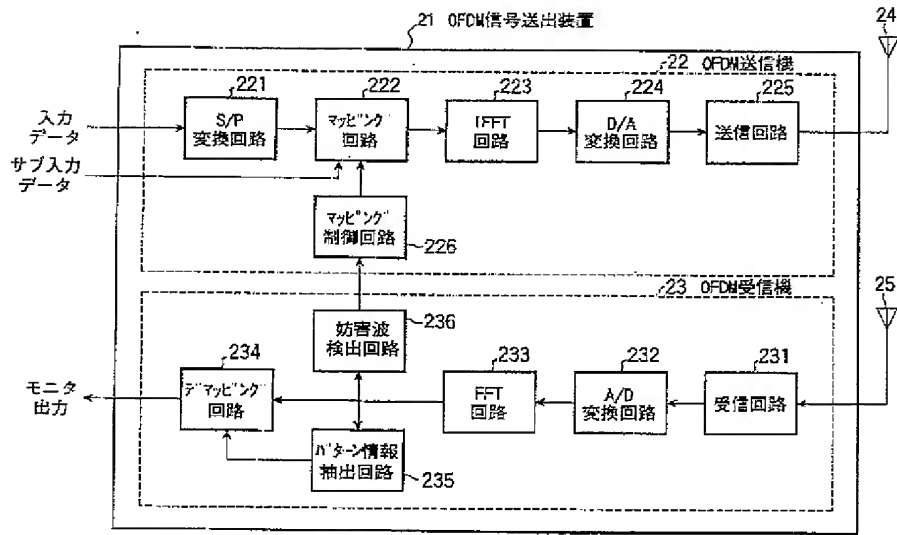 21 OFDM信号送出装置
24
22 OFDM送信機
221
222
223
224
225
入力
データ
S/P
変換回路
マッピング
回路
IFFT
回路
D/A
変換回路
送信回路
サブ入力
データ
マッピング
制御回路
226
23 OFDM受信機
25
妨害波
検出回路
236
234
233
232
231
モニタ
出力
デマッピング
回路
FFT
回路
A/D
変換回路
受信回路
パターン情報
抽出回路
235